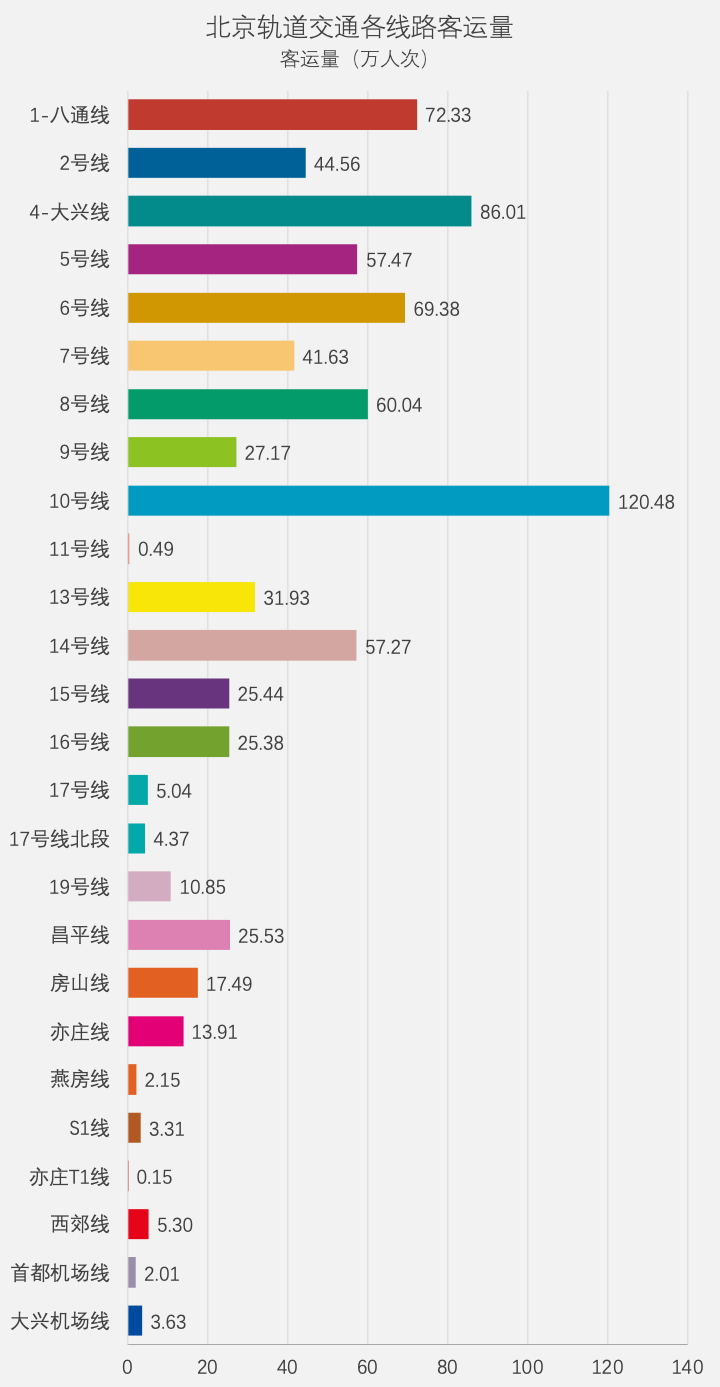 北京轨道交通各线路客运量
客运量（万人次）
1-八通线 72.33
2号线 44.56
4-大兴线 86.01
5号线 57.47
6号线 69.38
7号线 41.63
8号线 60.04
9号线 27.17
10号线 120.48
11号线 0.49
13号线 31.93
14号线 57.27
15号线 25.44
16号线 25.38
17号线 5.04
17号线北段 4.37
19号线 10.85
昌平线 25.53
房山线 17.49
亦庄线 13.91
燕房线 2.15
S1线 3.31
亦庄T1线 0.15
西郊线 5.30
首都机场线 2.01
大兴机场线 3.63
0 20 40 60 80 100 120 140